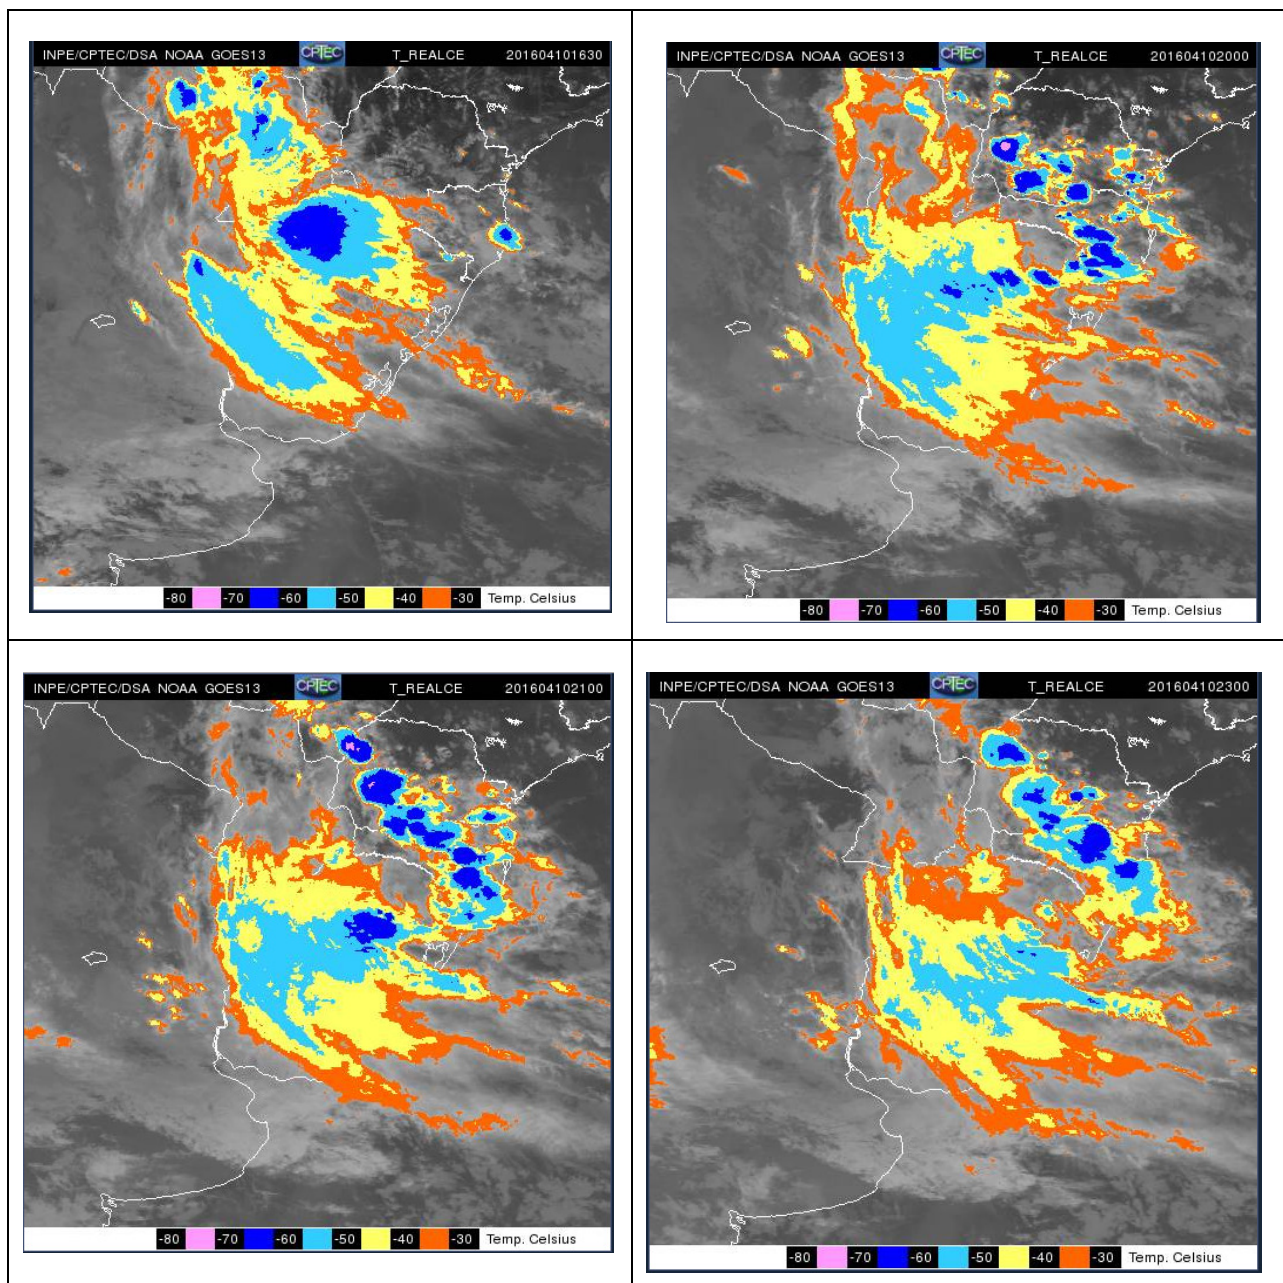 INPE/CPTEC/DSA NOAA GOES13 CPTEC T_REALCE 201604101630
-80 -70 -60 -50 -40 -30 Temp. Celsius
INPE/CPTEC/DSA NOAA GOES13 CPTEC T_REALCE 201604102000
-80 -70 -60 -50 -40 -30 Temp. Celsius
INPE/CPTEC/DSA NOAA GOES13 CPTEC T_REALCE 201604102100
-80 -70 -60 -50 -40 -30 Temp. Celsius
INPE/CPTEC/DSA NOAA GOES13 CPTEC T_REALCE 201604102300
-80 -70 -60 -50 -40 -30 Temp. Celsius